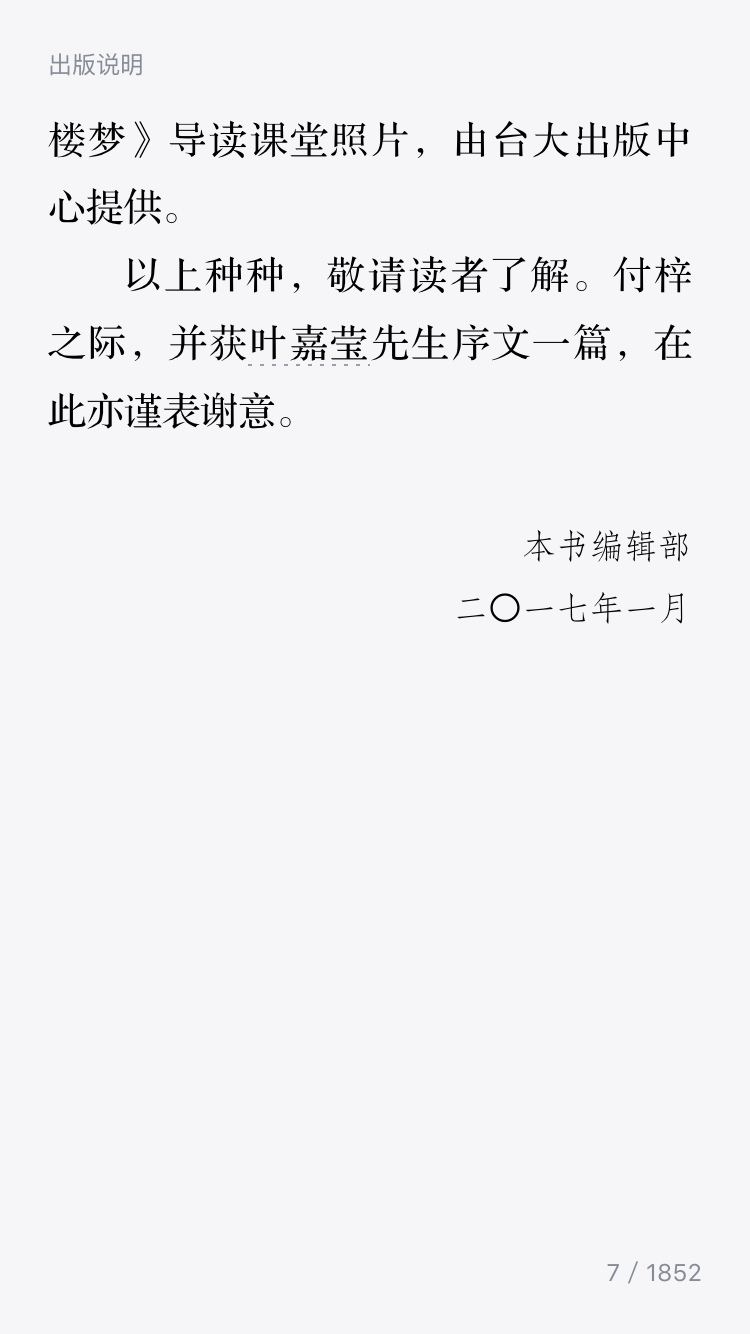 出版说明
楼梦》导读课堂照片，由台大出版中
心提供。
以上种种，敬请读者了解。付梓
之际，并获叶嘉莹先生序文一篇，在
此亦谨表谢意。
本书编辑部
二〇一七年一月
7 / 1852